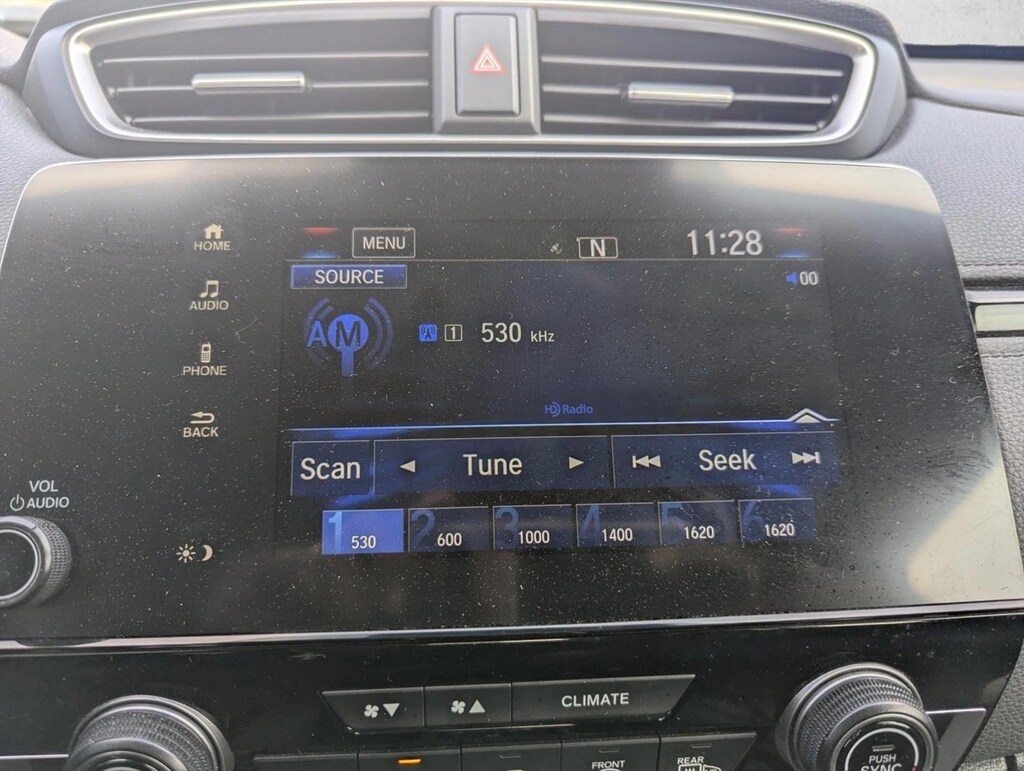 HOME
MENU
N
11:28
SOURCE
00
AUDIO
AM
1
530 kHz
PHONE
HD Radio
BACK
Scan
Tune
Seek
VOL
AUDIO
1 530
2 600
3 1000
4 1400
5 1620
6 1620
CLIMATE
FRONT
REAR
PUSH
SYNC